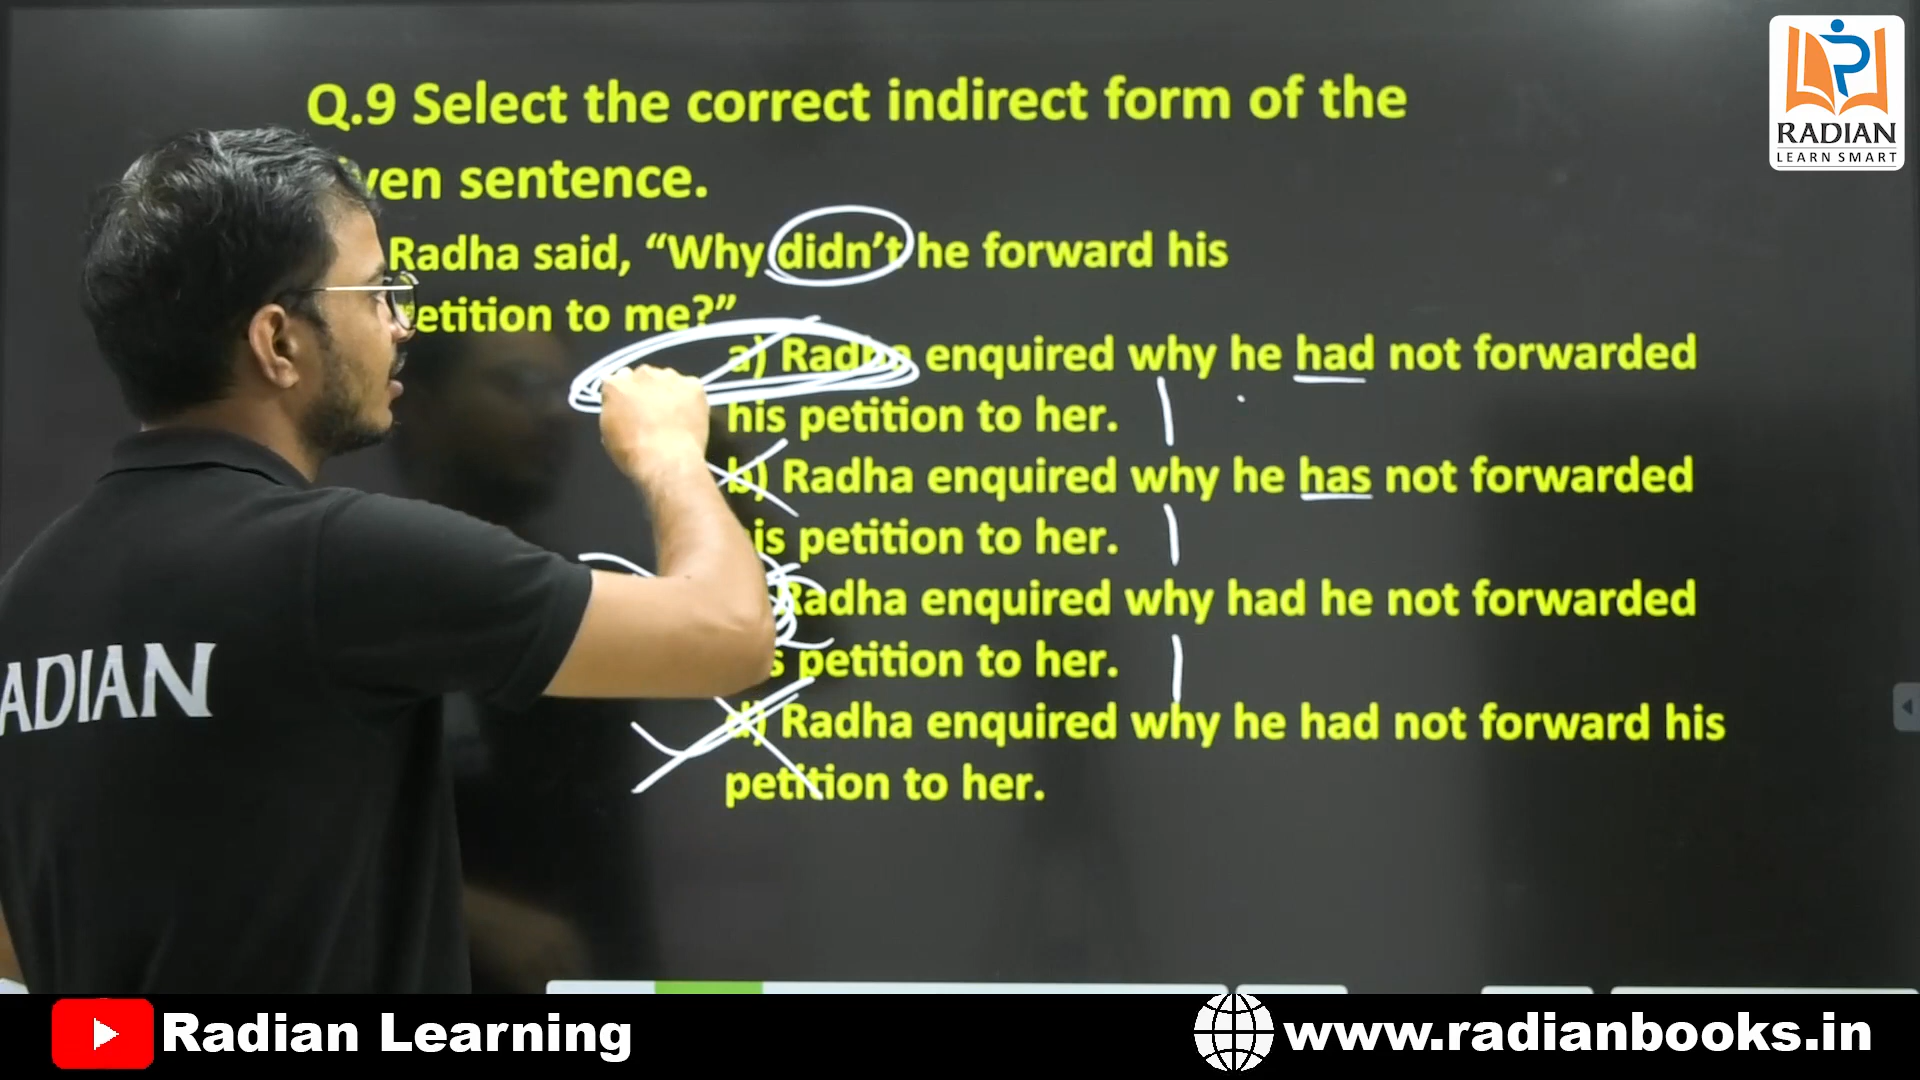 Q.9 Select the correct indirect form of the
ven sentence.
Radha said, “Why didn’t he forward his
etition to me?”
a) Radha enquired why he had not forwarded
his petition to her.
b) Radha enquired why he has not forwarded
is petition to her.
Radha enquired why had he not forwarded
s petition to her.
d) Radha enquired why he had not forward his
petition to her.
RADIAN
LEARN SMART
ADIAN
Radian Learning
www.radianbooks.in